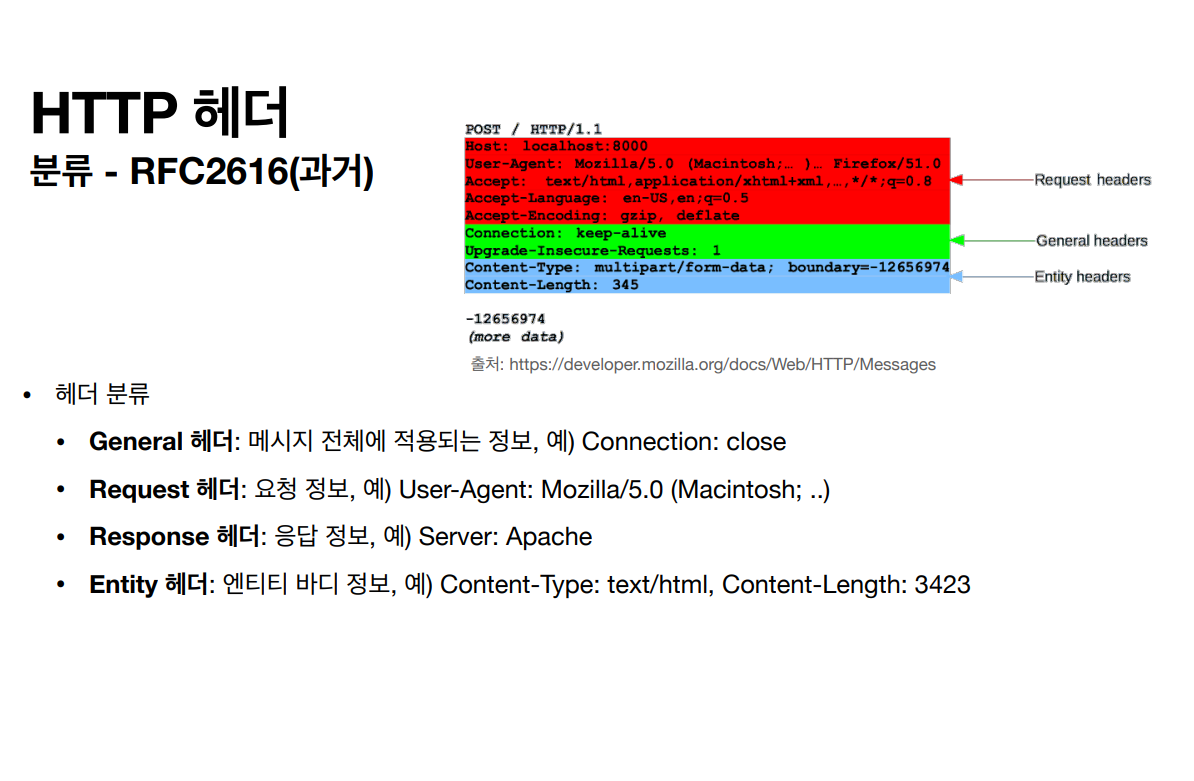 HTTP 헤더
분류 - RFC2616(과거)
POST / HTTP/1.1
Host: localhost:8000
User-Agent: Mozilla/5.0 (Macintosh;… )… Firefox/51.0
Accept: text/html,application/xhtml+xml,…,*/*;q=0.8
Accept-Language: en-US,en;q=0.5
Accept-Encoding: gzip, deflate
Request headers
Connection: keep-alive
Upgrade-Insecure-Requests: 1
General headers
Content-Type: multipart/form-data; boundary=-12656974
Content-Length: 345
Entity headers
-12656974
(more data)
출처: https://developer.mozilla.org/docs/Web/HTTP/Messages
• 헤더 분류
• General 헤더: 메시지 전체에 적용되는 정보, 예) Connection: close
• Request 헤더: 요청 정보, 예) User-Agent: Mozilla/5.0 (Macintosh; ..)
• Response 헤더: 응답 정보, 예) Server: Apache
• Entity 헤더: 엔티티 바디 정보, 예) Content-Type: text/html, Content-Length: 3423